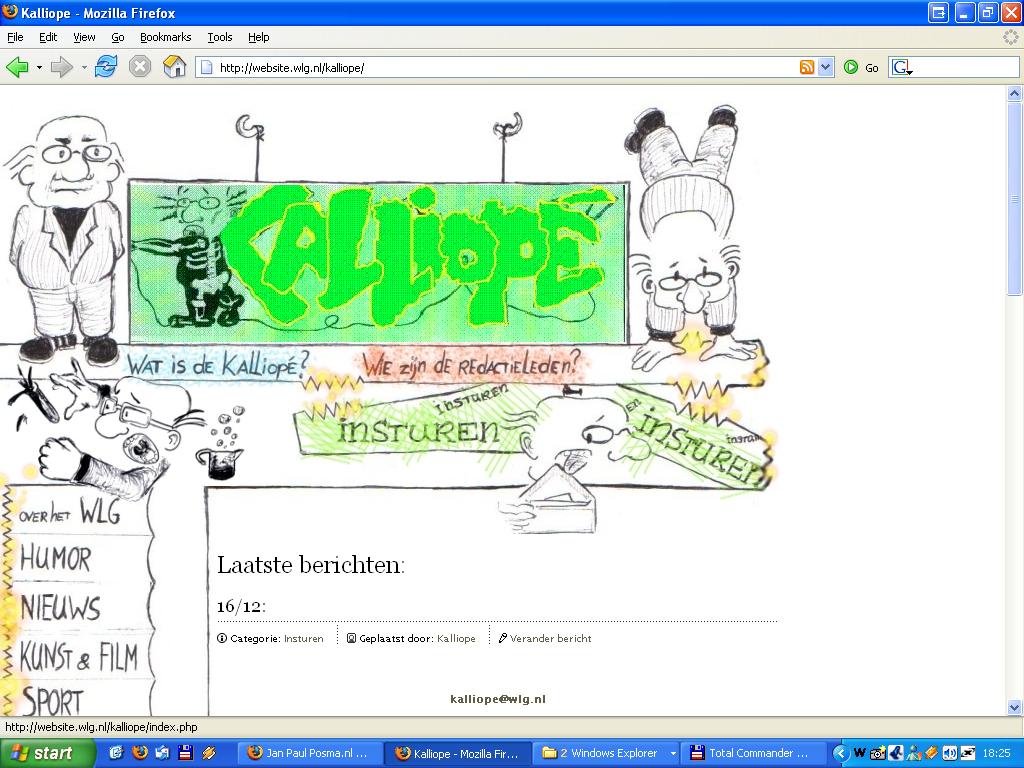 Kalliope - Mozilla Firefox
File Edit View Go Bookmarks Tools Help
http://website.wlg.nl/kalliope/ Go G
KALLIOPÉ
WAT IS DE KALLIOPÉ? WIE ZIJN DE REDACTIELEDEN?
INSTUREN INSTUREN EN INSTUREN
OVER HET WLG
HUMOR
NIEUWS
KUNST & FILM
SPORT
Laatste berichten:
16/12:
Categorie: Insturen Geplaatst door: Kalliope Verander bericht
kalliope@wlg.nl
http://website.wlg.nl/kalliope/index.php
start Jan Paul Posma.nl ... Kalliope - Mozilla Fir... 2 Windows Explorer Total Commander ... W 18:25